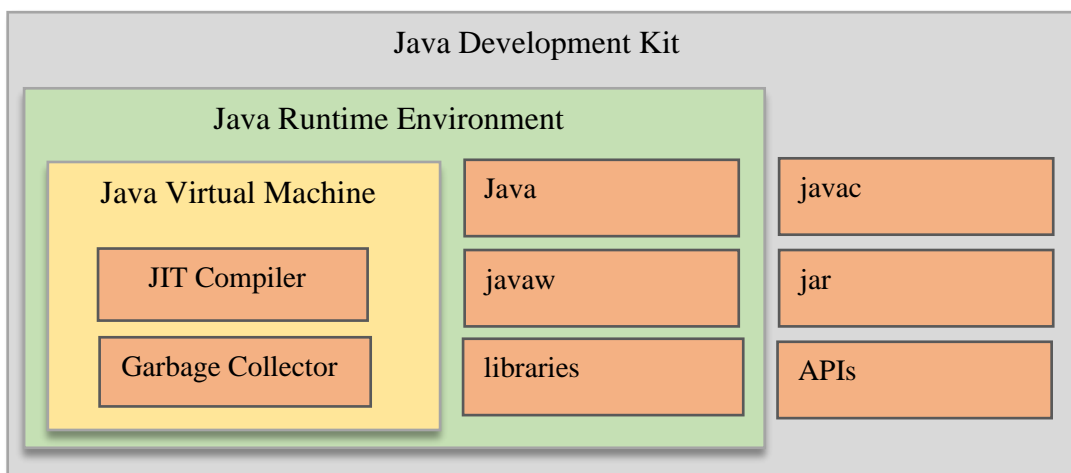 Java Development Kit
Java Runtime Environment
Java Virtual Machine
JIT Compiler
Garbage Collector
Java
javaw
libraries
javac
jar
APIs